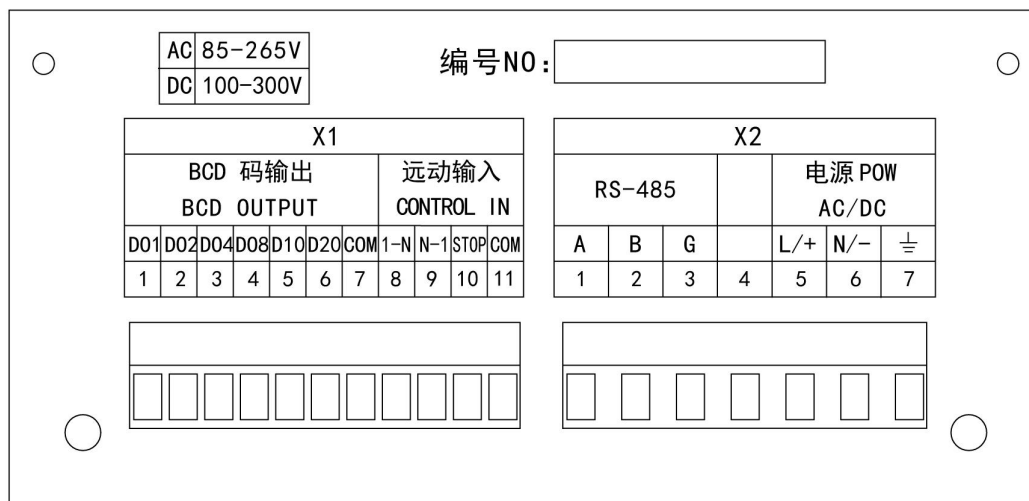 AC 85-265V
DC 100-300V
编号NO:
X1
BCD 码输出
BCD OUTPUT
远动输入
CONTROL IN
D01 D02 D04 D08 D10 D20 COM 1-N N-1 STOP COM
1 2 3 4 5 6 7 8 9 10 11
X2
RS-485
电源 POW
AC/DC
A B G L/+ N/- ⏚
1 2 3 4 5 6 7